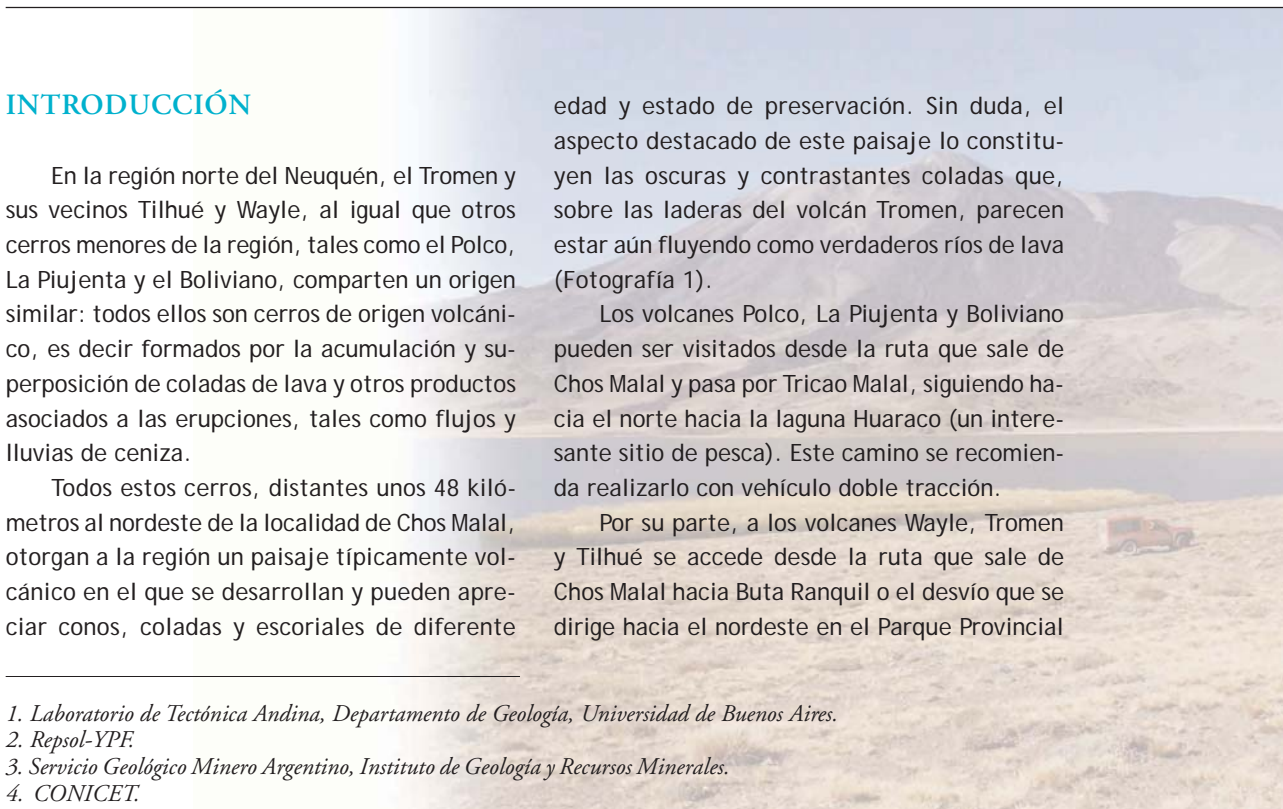 INTRODUCCIÓN
En la región norte del Neuquén, el Tromen y
sus vecinos Tilhué y Wayle, al igual que otros
cerros menores de la región, tales como el Polco,
La Piujenta y el Boliviano, comparten un origen
similar: todos ellos son cerros de origen volcáni-
co, es decir formados por la acumulación y su-
perposición de coladas de lava y otros productos
asociados a las erupciones, tales como flujos y
lluvias de ceniza.
Todos estos cerros, distantes unos 48 kiló-
metros al nordeste de la localidad de Chos Malal,
otorgan a la región un paisaje típicamente vol-
cánico en el que se desarrollan y pueden apre-
ciar conos, coladas y escoriales de diferente
edad y estado de preservación. Sin duda, el
aspecto destacado de este paisaje lo constitu-
yen las oscuras y contrastantes coladas que,
sobre las laderas del volcán Tromen, parecen
estar aún fluyendo como verdaderos ríos de lava
(Fotografía 1).
Los volcanes Polco, La Piujenta y Boliviano
pueden ser visitados desde la ruta que sale de
Chos Malal y pasa por Tricao Malal, siguiendo ha-
cia el norte hacia la laguna Huaraco (un intere-
sante sitio de pesca). Este camino se recomien-
da realizarlo con vehículo doble tracción.
Por su parte, a los volcanes Wayle, Tromen
y Tilhué se accede desde la ruta que sale de
Chos Malal hacia Buta Ranquil o el desvío que se
dirige hacia el nordeste en el Parque Provincial
1. Laboratorio de Tectónica Andina, Departamento de Geología, Universidad de Buenos Aires.
2. Repsol-YPF.
3. Servicio Geológico Minero Argentino, Instituto de Geología y Recursos Minerales.
4. CONICET.